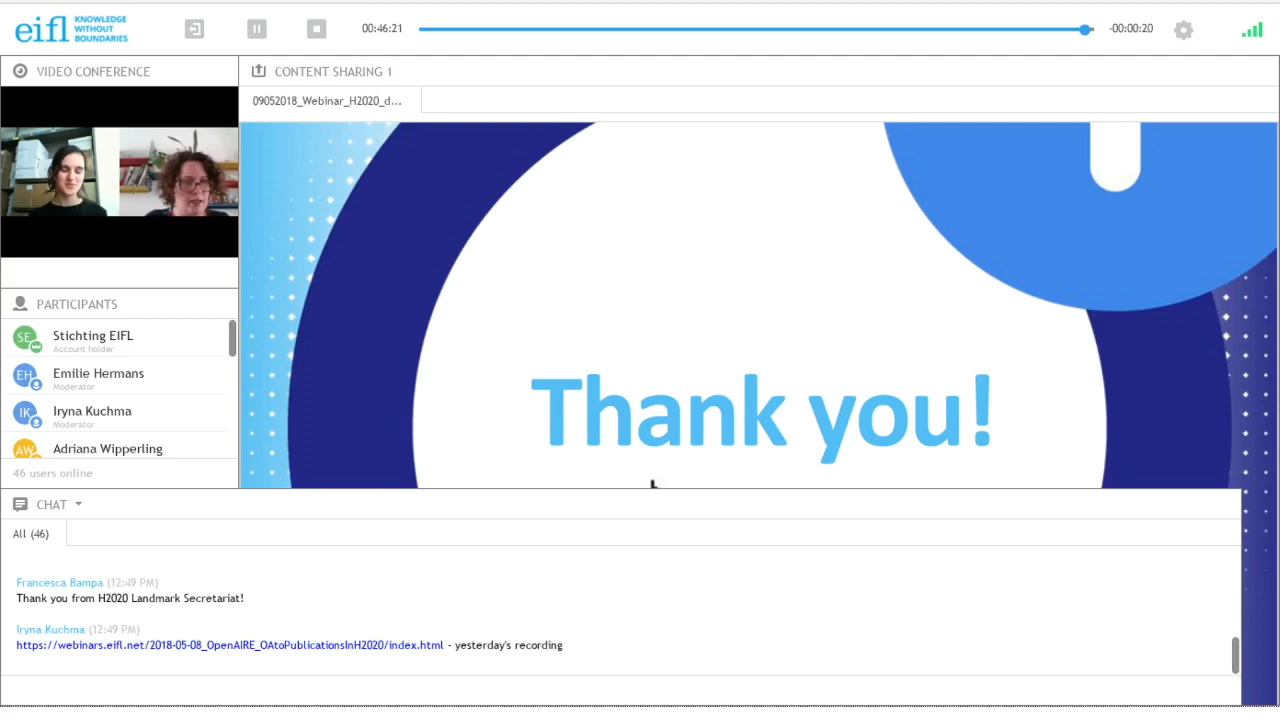 eifl KNOWLEDGE
WITHOUT
BOUNDARIES
00:46:21
-00:00:20
VIDEO CONFERENCE
CONTENT SHARING 1
09052018_Webinar_H2020_d...
Thank you!
PARTICIPANTS
SE Stichting EIFL
Account holder
EH Emilie Hermans
Moderator
IK Iryna Kuchma
Moderator
AW Adriana Wipperling
46 users online
CHAT
All (46)
Francesca Bampa (12:49 PM)
Thank you from H2020 Landmark Secretariat!
Iryna Kuchma (12:49 PM)
https://webinars.eifl.net/2018-05-08_OpenAIRE_OAtoPublicationsInH2020/index.html - yesterday's recording